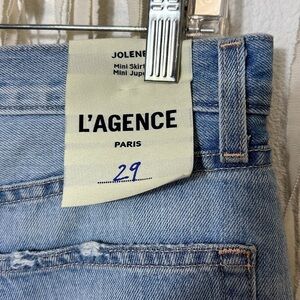 JOLENE
Mini Skirt
Mini Jupe
L'AGENCE
PARIS
29